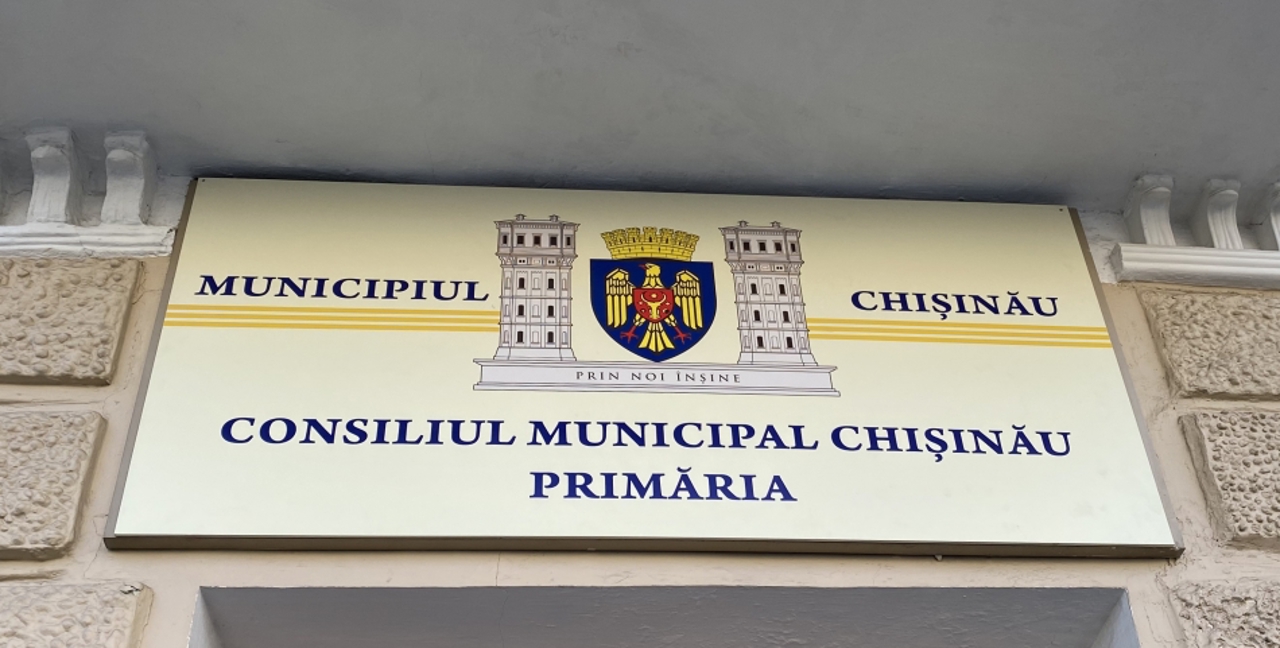 MUNICIPIUL CHIȘINĂU
PRIN NOI ÎNȘINE
CONSILIUL MUNICIPAL CHIȘINĂU
PRIMĂRIA